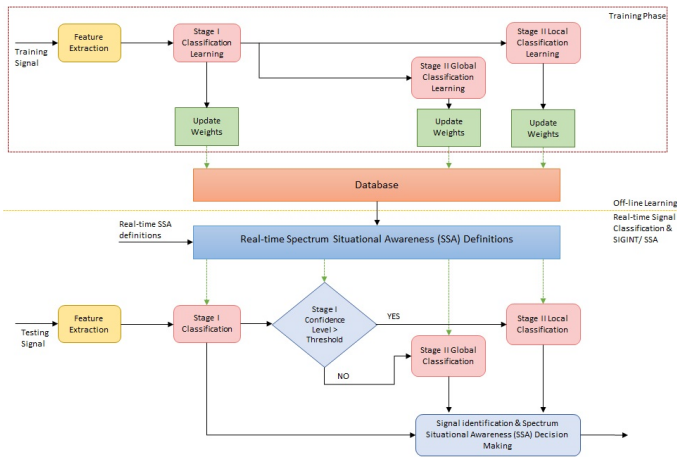 Training Phase
Training
Signal
Feature
Extraction
Stage I
Classification
Learning
Stage II Global
Classification
Learning
Stage II Local
Classification
Learning
Update
Weights
Update
Weights
Update
Weights
Database
Off-line Learning
Real-time Signal
Classification &
SIGINT/ SSA
Real-time SSA
definitions
Real-time Spectrum Situational Awareness (SSA) Definitions
Testing
Signal
Feature
Extraction
Stage I
Classification
Stage I
Confidence
Level >
Threshold
YES
NO
Stage II Global
Classification
Stage II Local
Classification
Signal identification & Spectrum
Situational Awareness (SSA) Decision
Making